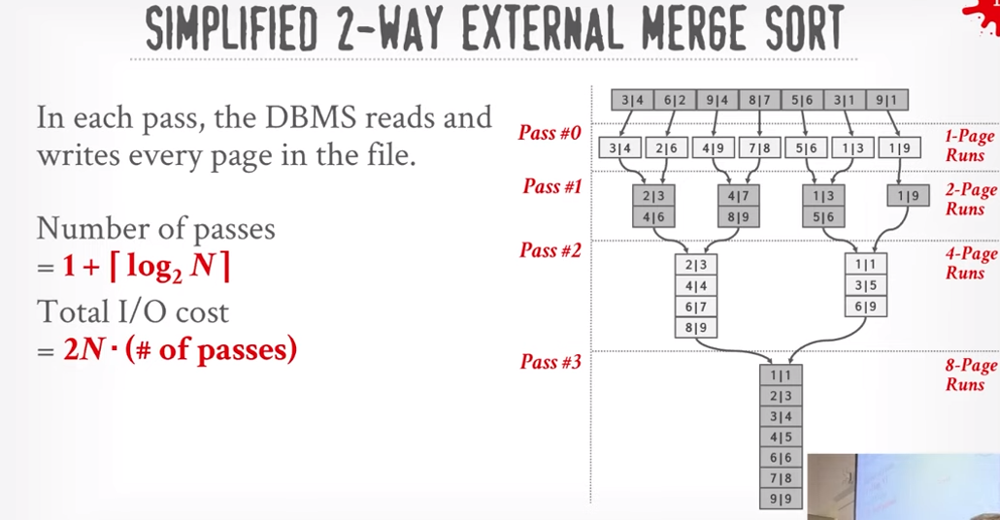 SIMPLIFIED 2-WAY EXTERNAL MERGE SORT
In each pass, the DBMS reads and
writes every page in the file.
Number of passes
= 1 + ⌈ log₂ N ⌉
Total I/O cost
= 2N · (# of passes)
3|4 6|2 9|4 8|7 5|6 3|1 9|1
Pass #0
3|4 2|6 4|9 7|8 5|6 1|3 1|9
1-Page
Runs
Pass #1
2|3 4|7 1|3 1|9
4|6 8|9 5|6
2-Page
Runs
Pass #2
2|3 1|1
4|4 3|5
6|7 6|9
8|9
4-Page
Runs
Pass #3
1|1
2|3
3|4
4|5
6|6
7|8
9|9
8-Page
Runs